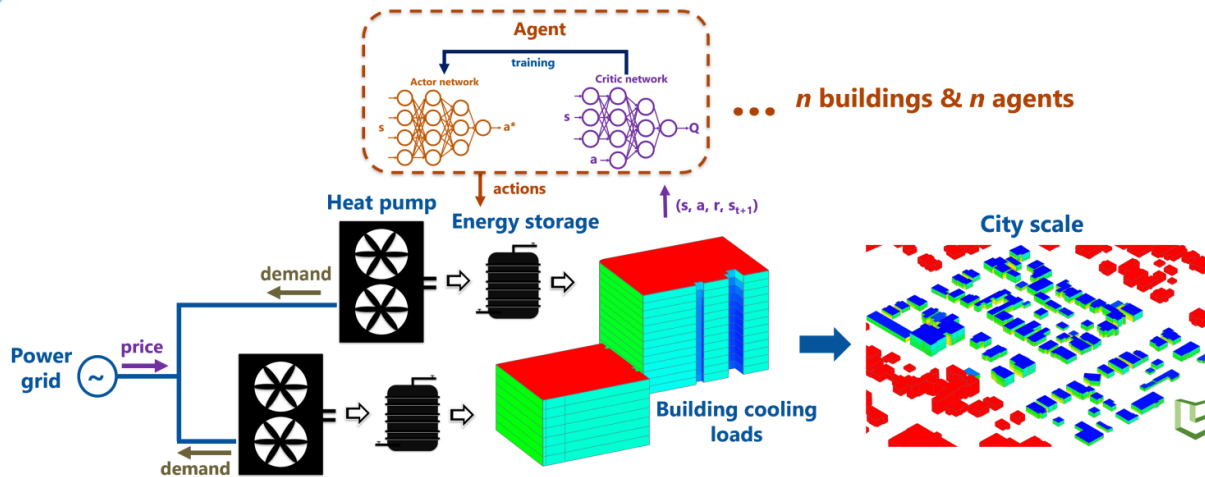 Agent
training
Actor network
Critic network
s
a*
s
a
Q
... n buildings & n agents
actions
(s, a, r, st+1)
Heat pump
Energy storage
City scale
demand
Power
grid
~
price
demand
Building cooling
loads